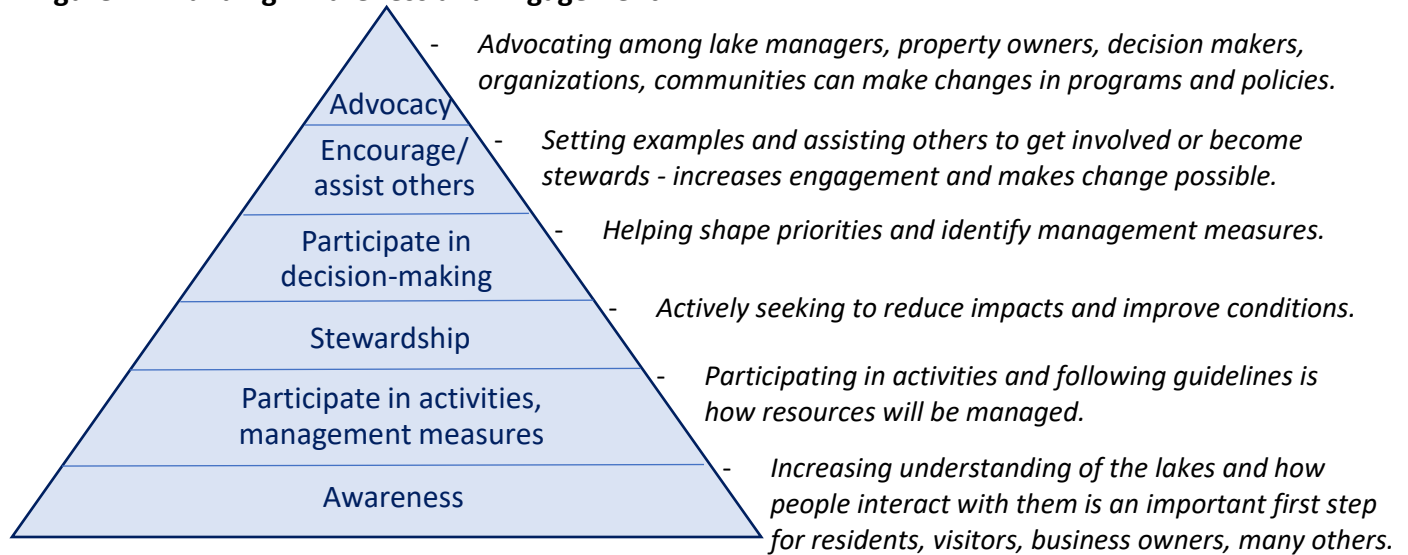 Advocacy
- Advocating among lake managers, property owners, decision makers,
organizations, communities can make changes in programs and policies.
Encourage/
assist others
- Setting examples and assisting others to get involved or become
stewards - increases engagement and makes change possible.
Participate in
decision-making
- Helping shape priorities and identify management measures.
Stewardship
- Actively seeking to reduce impacts and improve conditions.
Participate in activities,
management measures
- Participating in activities and following guidelines is
how resources will be managed.
Awareness
- Increasing understanding of the lakes and how
people interact with them is an important first step
for residents, visitors, business owners, many others.